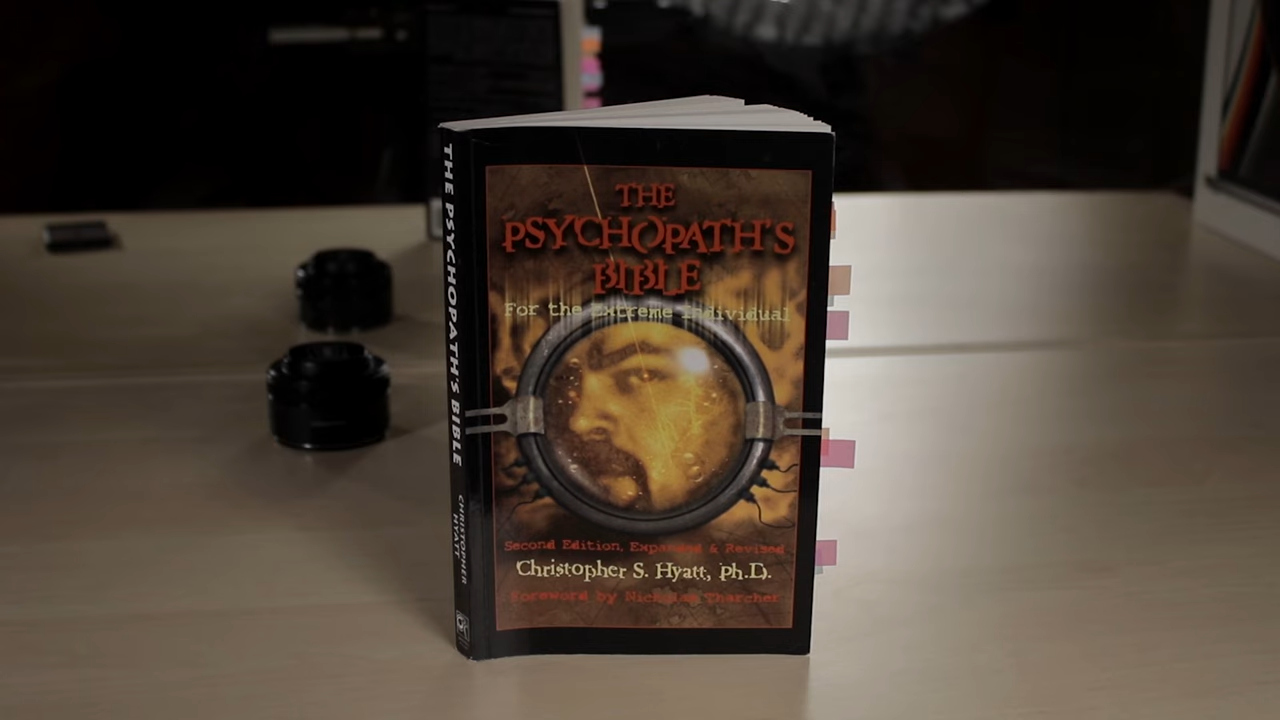 THE
PSYCHOPATH'S
BIBLE
For the Extreme Individual
Second Edition, Expanded & Revised
Christopher S. Hyatt, Ph.D.
Foreword by Nicholas Tharcher
THE PSYCHOPATH'S BIBLE
CHRISTOPHER
HYATT